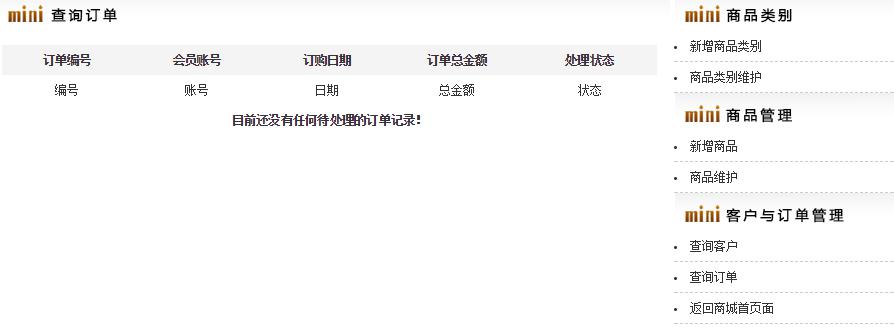 mini 查询订单
订单编号 会员账号 订购日期 订单总金额 处理状态
编号 账号 日期 总金额 状态
目前还没有任何待处理的订单记录!
mini 商品类别
新增商品类别
商品类别维护
mini 商品管理
新增商品
商品维护
mini 客户与订单管理
查询客户
查询订单
返回商城首页面